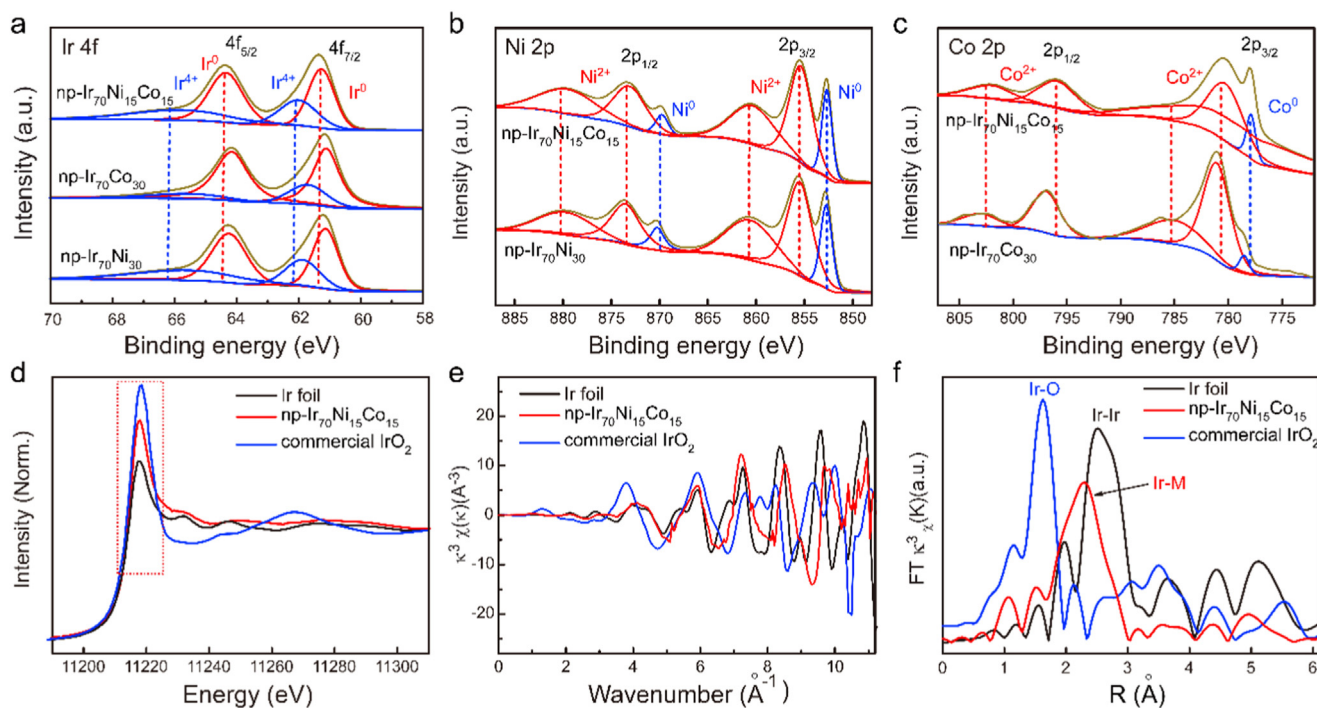 a
Ir 4f
4f5/2
4f7/2
Ir4+
Ir0
Ir4+
Ir0
np-Ir70Ni15Co15
np-Ir70Co30
np-Ir70Ni30
Intensity (a.u.)
70 68 66 64 62 60 58
Binding energy (eV)
b
Ni 2p
2p1/2
2p3/2
Ni2+
Ni0
Ni2+
Ni0
np-Ir70Ni15Co15
np-Ir70Ni30
Intensity (a.u.)
885 880 875 870 865 860 855 850
Binding energy (eV)
c
Co 2p
2p1/2
2p3/2
Co2+
Co2+
Co0
np-Ir70Ni15Co15
np-Ir70Co30
Intensity (a.u.)
805 800 795 790 785 780 775
Binding energy (eV)
d
Ir foil
np-Ir70Ni15Co15
commercial IrO2
Intensity (Norm.)
11200 11220 11240 11260 11280 11300
Energy (eV)
e
Ir foil
np-Ir70Ni15Co15
commercial IrO2
κ3 χ(κ)(A-3)
20
10
0
-10
-20
0 2 4 6 8 10
Wavenumber (Å-1)
f
Ir-O
Ir-Ir
Ir-M
Ir foil
np-Ir70Ni15Co15
commercial IrO2
FT κ3 χ(K)(a.u.)
0 1 2 3 4 5 6
R (Å)